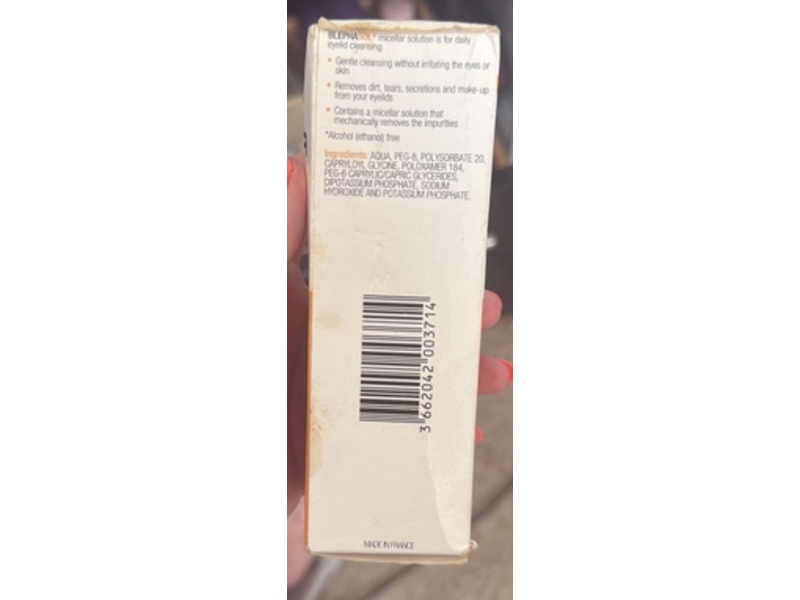 BLEPHASOL® micellar solution is for daily
eyelid cleansing
• Gentle cleansing without irritating the eyes or
skin
• Removes dirt, tears, secretions and make-up
from your eyelids
• Contains a micellar solution that
mechanically removes the impurities
*Alcohol (ethanol) free
Ingredients: AQUA, PEG-8, POLYSORBATE 20,
CAPRYLOYL GLYCINE, POLOXAMER 184,
PEG-6 CAPRYLIC/CAPRIC GLYCERIDES,
DIPOTASSIUM PHOSPHATE, SODIUM
HYDROXIDE AND POTASSIUM PHOSPHATE.
3 662042 003714
MADE IN FRANCE